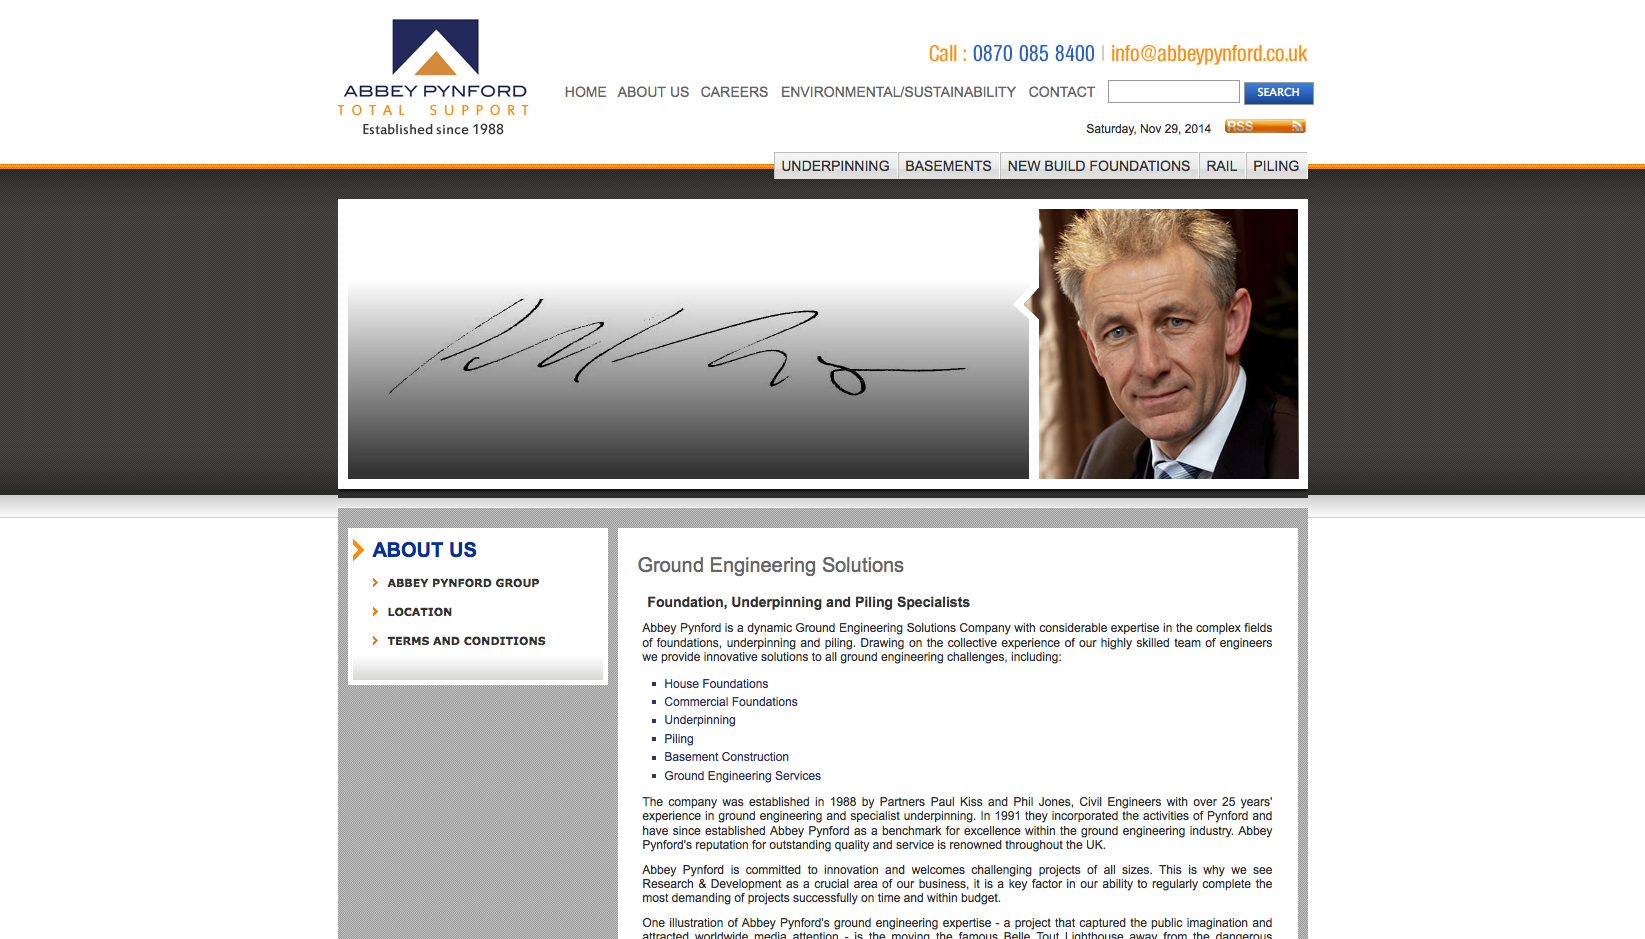 ABBEY PYNFORD
TOTAL SUPPORT
Established since 1988
Call : 0870 085 8400 | info@abbeypynford.co.uk
HOME ABOUT US CAREERS ENVIRONMENTAL/SUSTAINABILITY CONTACT SEARCH
Saturday, Nov 29, 2014 RSS
UNDERPINNING BASEMENTS NEW BUILD FOUNDATIONS RAIL PILING
ABOUT US
ABBEY PYNFORD GROUP
LOCATION
TERMS AND CONDITIONS
Ground Engineering Solutions
Foundation, Underpinning and Piling Specialists
Abbey Pynford is a dynamic Ground Engineering Solutions Company with considerable expertise in the complex fields
of foundations, underpinning and piling. Drawing on the collective experience of our highly skilled team of engineers
we provide innovative solutions to all ground engineering challenges, including:
House Foundations
Commercial Foundations
Underpinning
Piling
Basement Construction
Ground Engineering Services
The company was established in 1988 by Partners Paul Kiss and Phil Jones, Civil Engineers with over 25 years'
experience in ground engineering and specialist underpinning. In 1991 they incorporated the activities of Pynford and
have since established Abbey Pynford as a benchmark for excellence within the ground engineering industry. Abbey
Pynford's reputation for outstanding quality and service is renowned throughout the UK.
Abbey Pynford is committed to innovation and welcomes challenging projects of all sizes. This is why we see
Research & Development as a crucial area of our business, it is a key factor in our ability to regularly complete the
most demanding of projects successfully on time and within budget.
One illustration of Abbey Pynford's ground engineering expertise - a project that captured the public imagination and
attracted worldwide media attention - is the moving the famous Belle Tout Lighthouse away from the dangerous